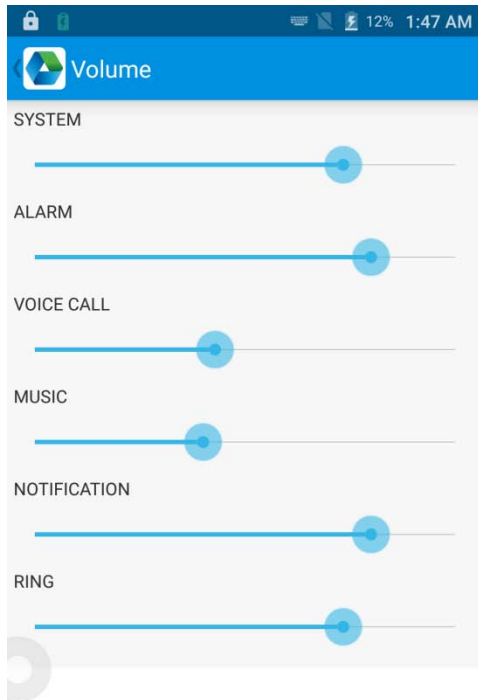 12% 1:47 AM
Volume
SYSTEM
ALARM
VOICE CALL
MUSIC
NOTIFICATION
RING